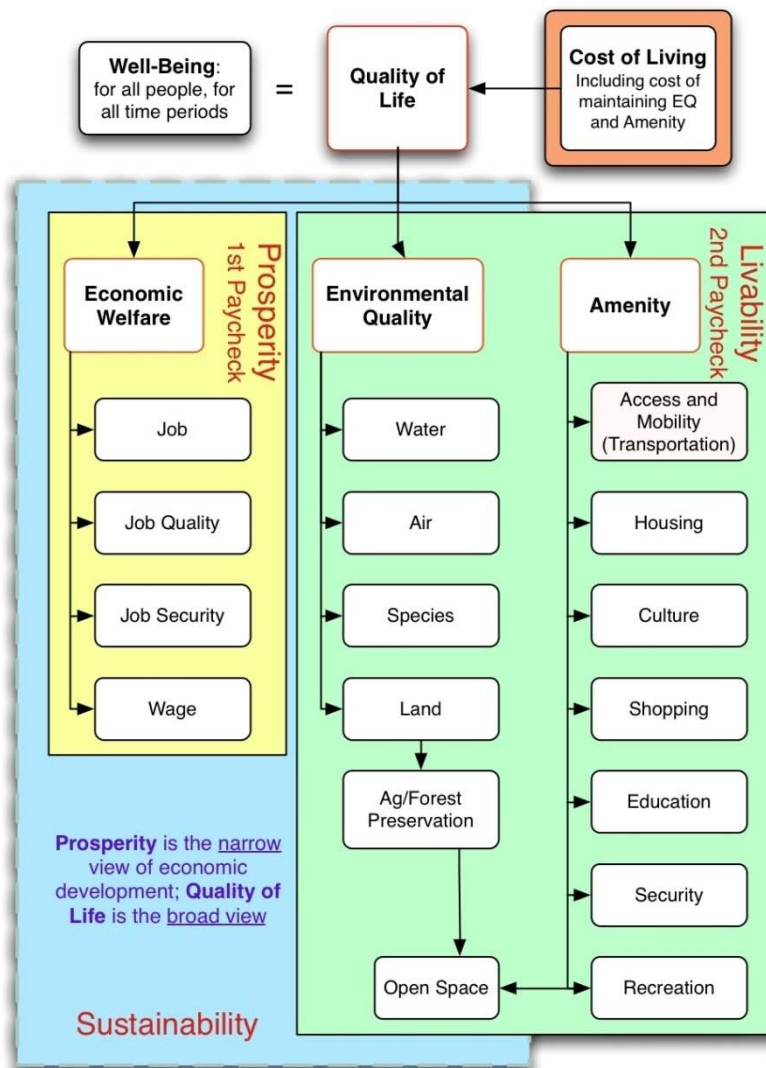 Well-Being:
for all people, for
all time periods
=
Quality of
Life
Cost of Living
Including cost of
maintaining EQ
and Amenity
Prosperity
1st Paycheck
Economic
Welfare
Job
Job Quality
Job Security
Wage
Livability
2nd Paycheck
Environmental
Quality
Water
Air
Species
Land
Ag/Forest
Preservation
Open Space
Amenity
Access and
Mobility
(Transportation)
Housing
Culture
Shopping
Education
Security
Recreation
Prosperity is the narrow
view of economic
development; Quality of
Life is the broad view
Sustainability